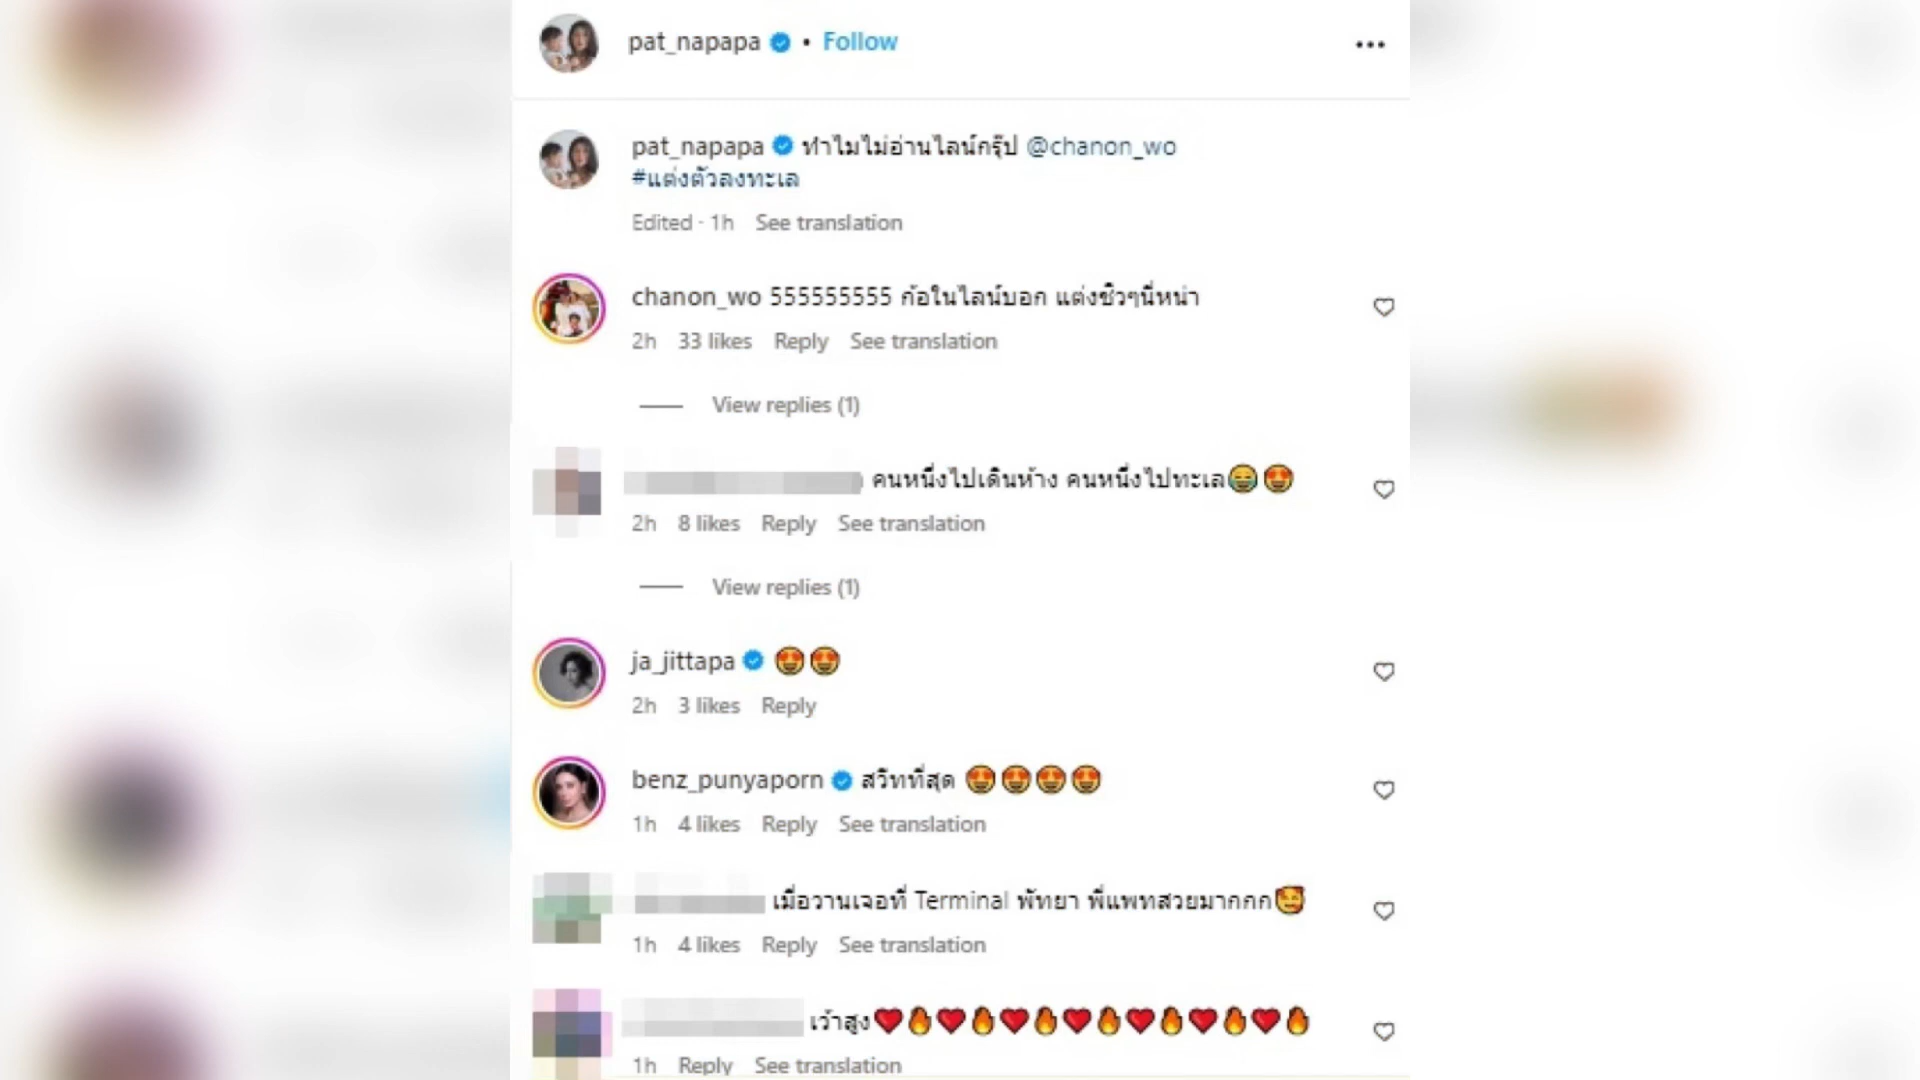 pat_napapa • Follow
pat_napapa ทำไมไม่อ่านไลน์กรุ๊ป @chanon_wo
#แต่งตัวลงทะเล
Edited · 1h See translation
chanon_wo 555555555 ก้อในไลน์บอก แต่งชิวๆนี่หน่า
2h 33 likes Reply See translation
View replies (1)
คนหนึ่งไปเดินห้าง คนหนึ่งไปทะเล😂😍
2h 8 likes Reply See translation
View replies (1)
ja_jittapa 😍😍
2h 3 likes Reply
benz_punyaporn สวีทที่สุด 😍😍😍😍
1h 4 likes Reply See translation
เมื่อวานเจอที่ Terminal พัทยา พี่แพทสวยมากกก🥰
1h 4 likes Reply See translation
เว้าสูง❤️🔥❤️🔥❤️🔥❤️🔥❤️🔥❤️🔥❤️🔥
1h Reply See translation